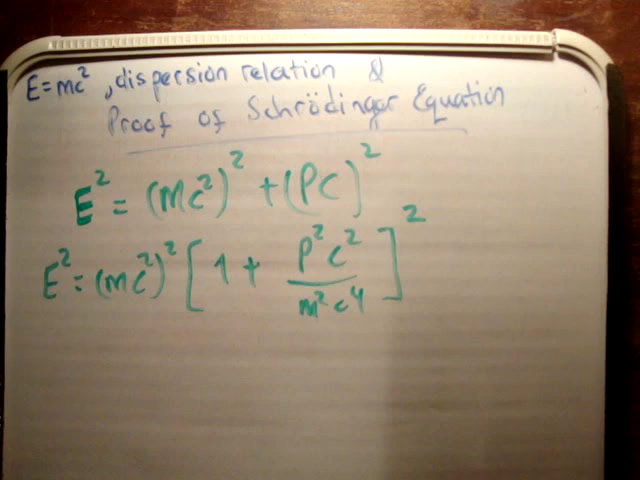 E=mc², dispersion relation &
Proof of Schrödinger Equation
E² = (mc²)² + (Pc)²
E² = (mc²)² [1 + P²c²/m²c⁴]²